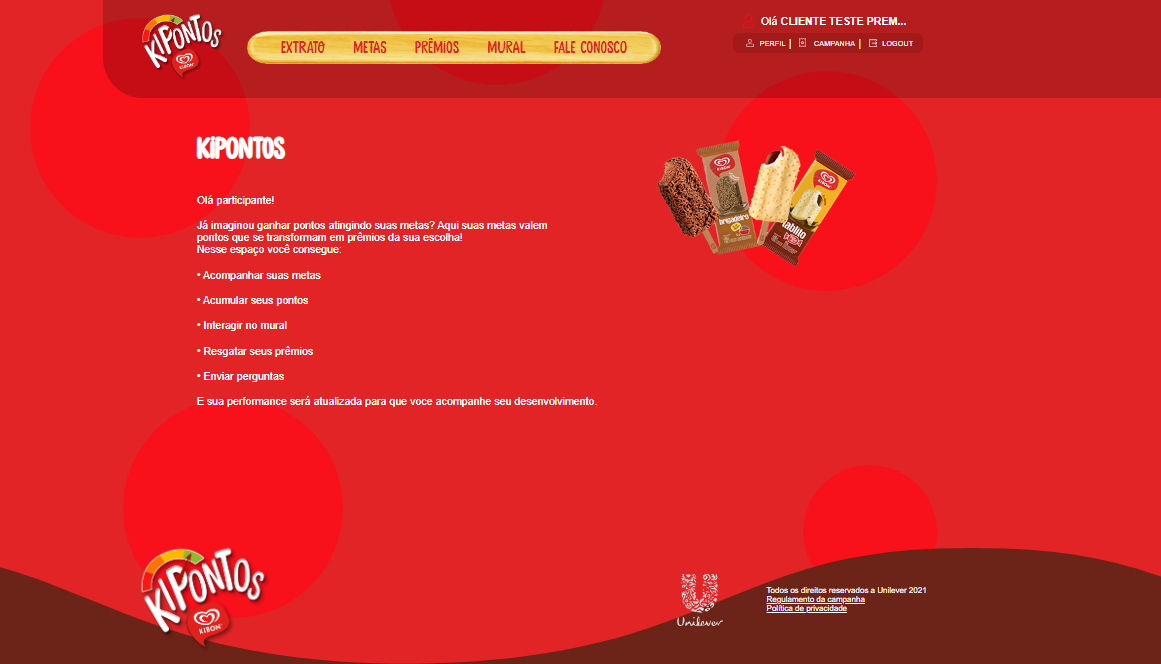 KIPONTOS
KIBON
EXTRATO METAS PRÊMIOS MURAL FALE CONOSCO
Olá CLIENTE TESTE PREM...
PERFIL | CAMPANHA | LOGOUT
KiPONTOS
Olá participante!
Já imaginou ganhar pontos atingindo suas metas? Aqui suas metas valem
pontos que se transformam em prêmios da sua escolha!
Nesse espaço você consegue:
• Acompanhar suas metas
• Acumular seus pontos
• Interagir no mural
• Resgatar seus prêmios
• Enviar perguntas
E sua performance será atualizada para que voce acompanhe seu desenvolvimento.
KIBON
brigadeiro
KIBON
tablito
KIPONTOS
KIBON
Unilever
Todos os direitos reservados a Unilever 2021
Regulamento da campanha
Política de privacidade